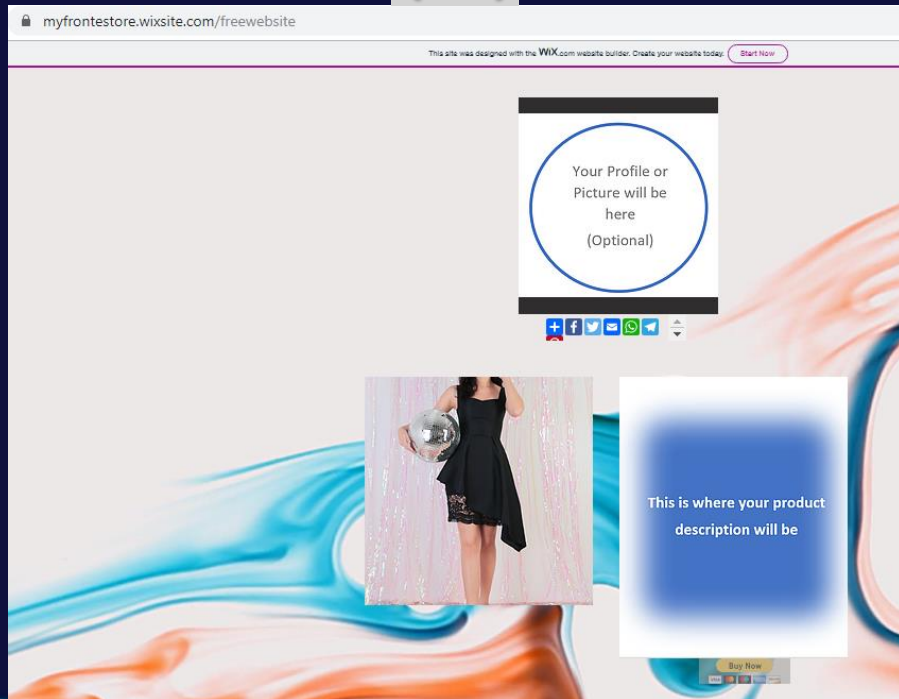 myfrontestore.wixsite.com/freewebsite
This site was designed with the WiX.com website builder. Create your website today. Start Now
Your Profile or
Picture will be
here
(Optional)
This is where your product
description will be
Buy Now